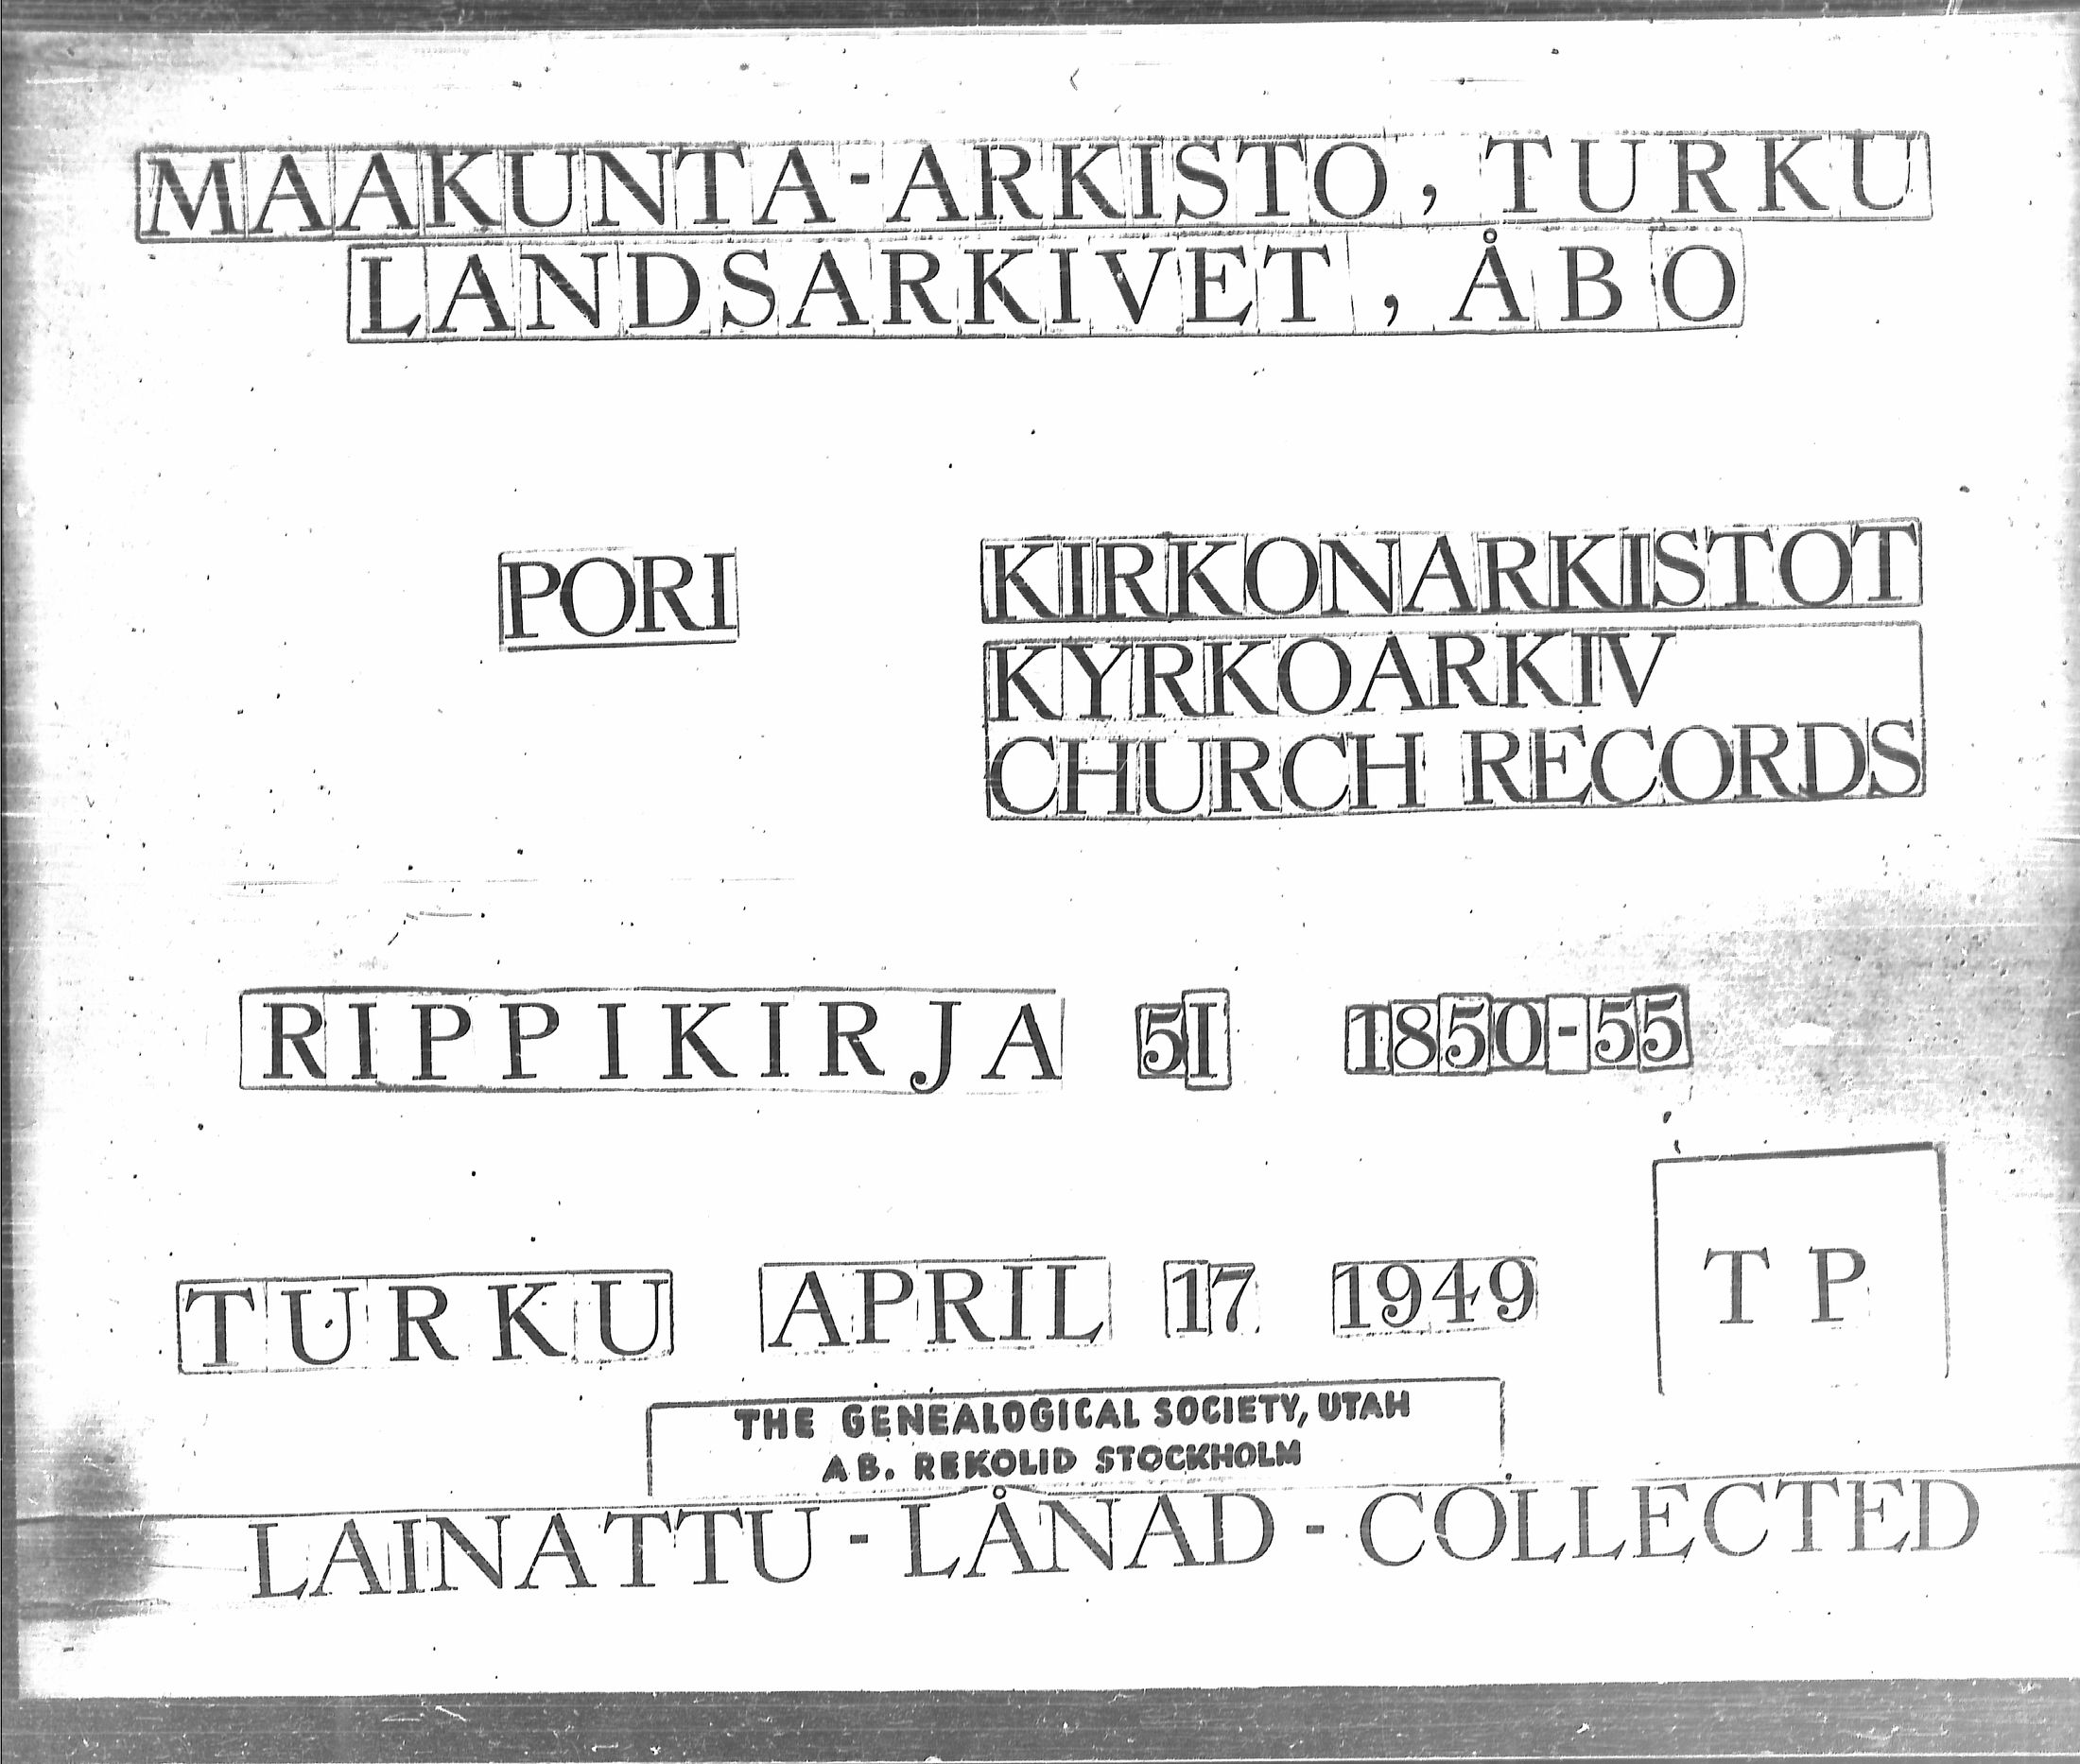 MAAKUNTA-ARKISTO, TURKU
LANDSARKIVET, ÅBO
PORI
KIRKONARKISTOT
KYRKOARKIV
CHURCH RECORDS
RIPPIKIRJA 51 1850-55
TURKU APRIL 17 1949 TP
THE GENEALOGICAL SOCIETY, UTAH
AB. REKOLID STOCKHOLM
LAINATTU - LÅNAD - COLLECTED